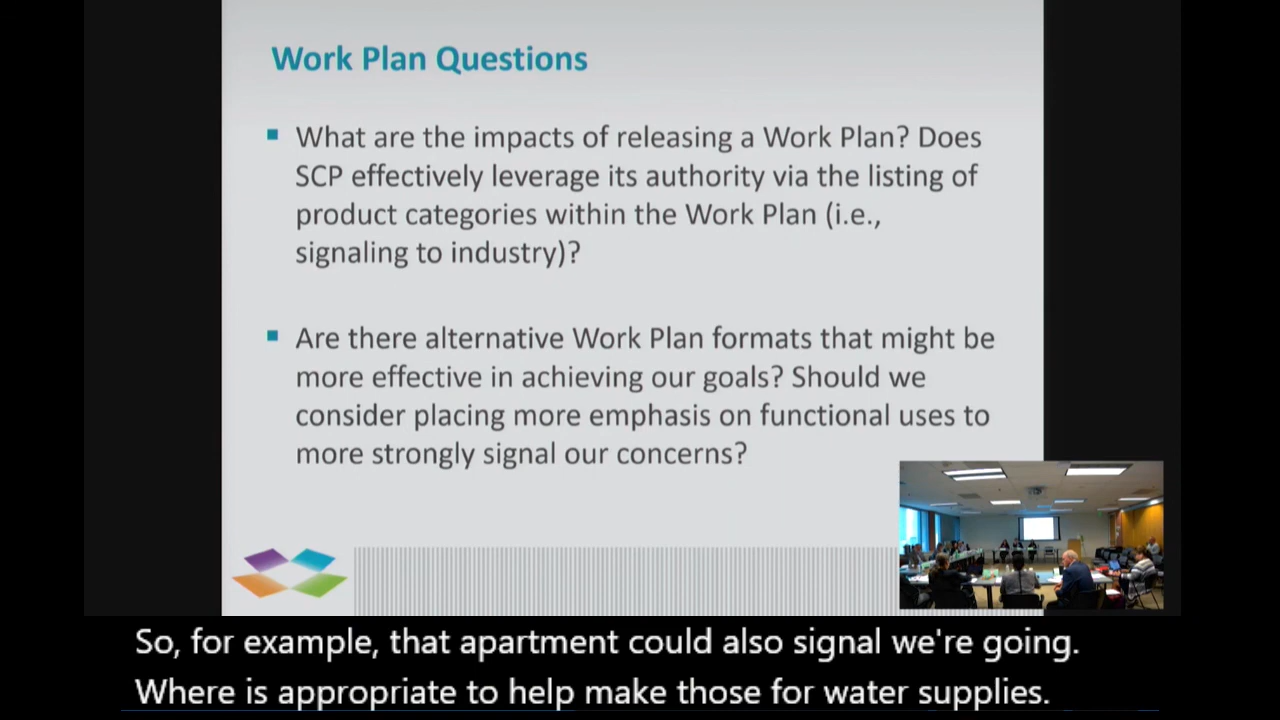 Work Plan Questions
What are the impacts of releasing a Work Plan? Does
SCP effectively leverage its authority via the listing of
product categories within the Work Plan (i.e.,
signaling to industry)?
Are there alternative Work Plan formats that might be
more effective in achieving our goals? Should we
consider placing more emphasis on functional uses to
more strongly signal our concerns?
So, for example, that apartment could also signal we're going.
Where is appropriate to help make those for water supplies.